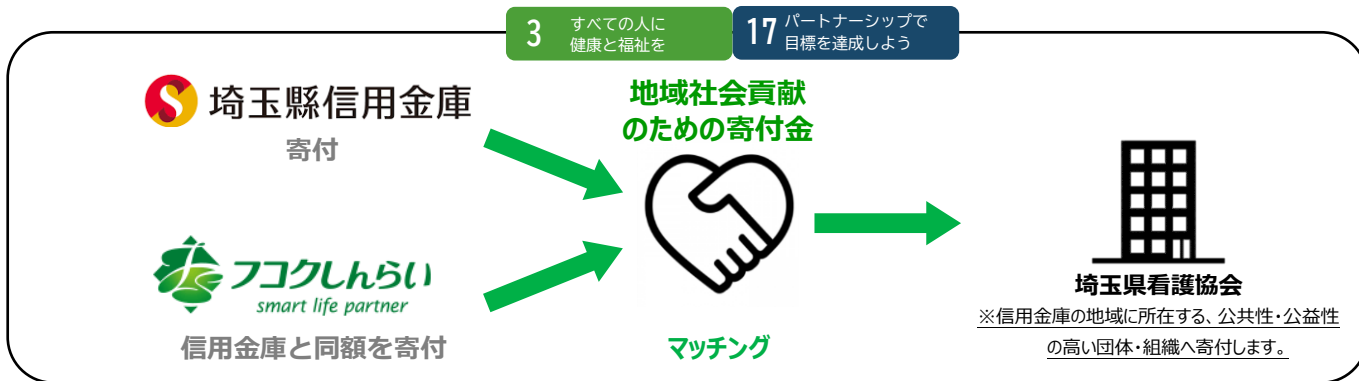 3
すべての人に
健康と福祉を
17
パートナーシップで
目標を達成しよう
埼玉縣信用金庫
寄付
フコクしんらい
smart life partner
信用金庫と同額を寄付
地域社会貢献
のための寄付金
マッチング
埼玉県看護協会
※信用金庫の地域に所在する、公共性・公益性
の高い団体・組織へ寄付します。